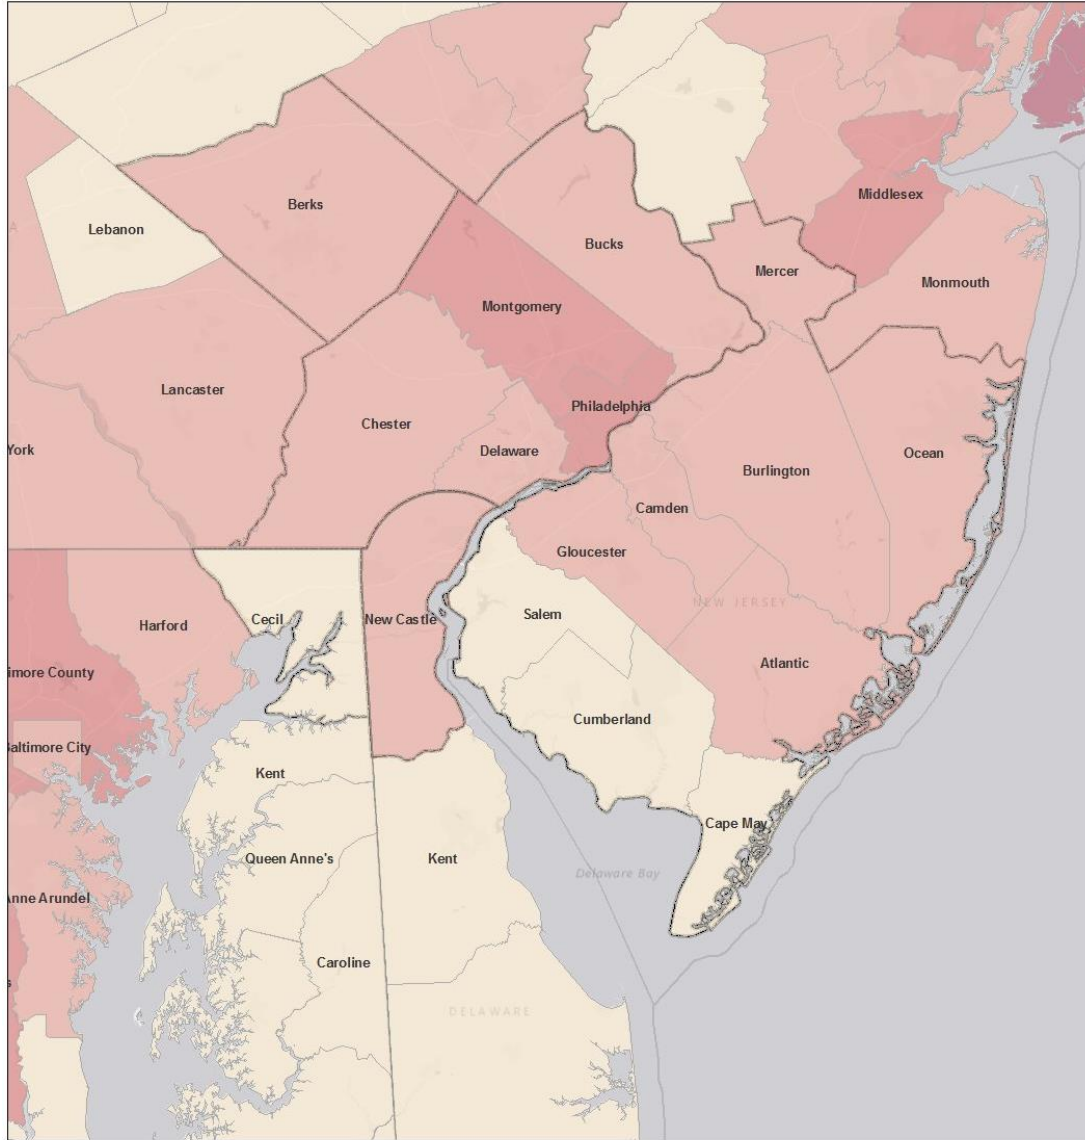 Lebanon
Berks
Bucks
Middlesex
Mercer
Monmouth
Montgomery
Lancaster
Philadelphia
Chester
York
Delaware
Ocean
Burlington
Camden
Gloucester
NEW JERSEY
Salem
Cecil
New Castle
Harford
Atlantic
imore County
Cumberland
Baltimore City
Kent
Cape May
Queen Anne's
Kent
Delaware Bay
Anne Arundel
Caroline
DELAWARE